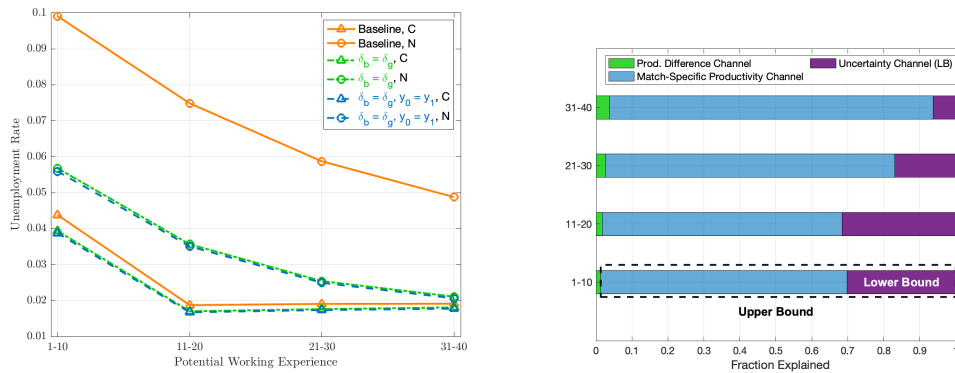 0.1
0.09
0.08
0.07
0.06
0.05
0.04
0.03
0.02
0.01
Unemployment Rate
1-10
11-20
21-30
31-40
Potential Working Experience
Baseline, C
Baseline, N
δb = δg, C
δb = δg, N
δb = δg, y0 = y1, C
δb = δg, y0 = y1, N
Prod. Difference Channel
Uncertainty Channel (LB)
Match-Specific Productivity Channel
31-40
21-30
11-20
1-10
Lower Bound
Upper Bound
0
0.1
0.2
0.3
0.4
0.5
0.6
0.7
0.8
0.9
1
Fraction Explained